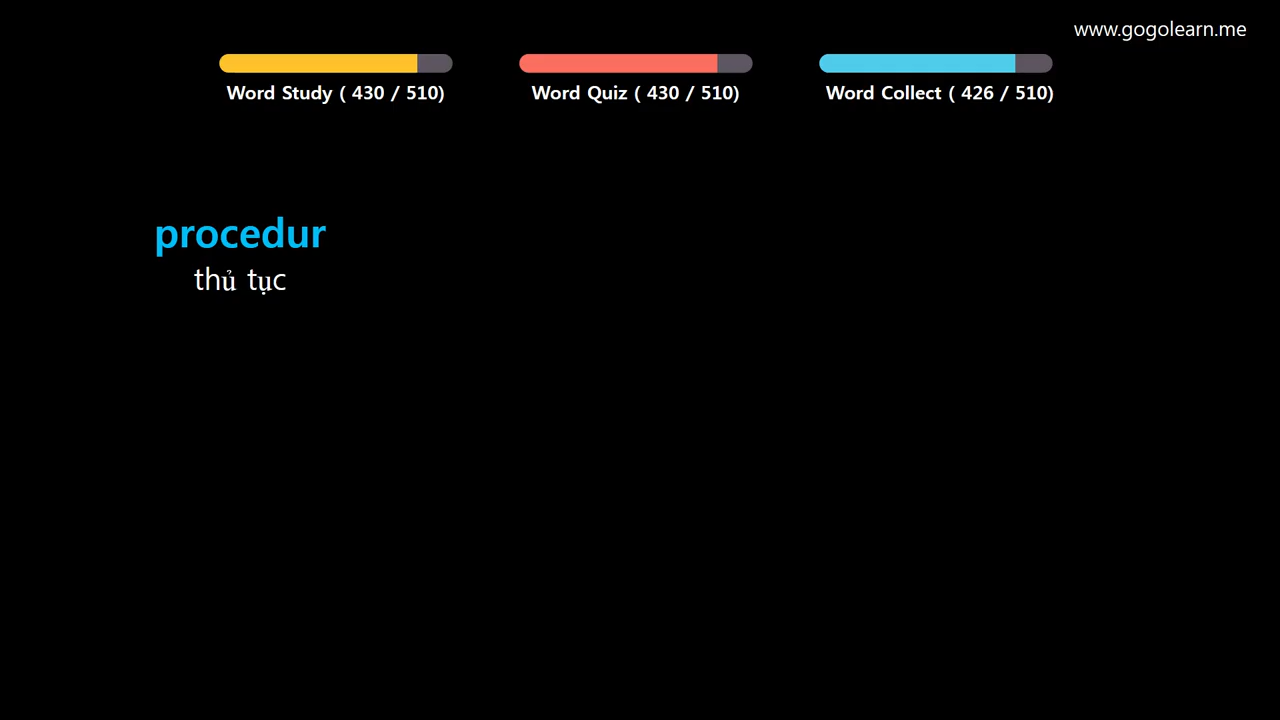 www.gogolearn.me
Word Study ( 430 / 510)
Word Quiz ( 430 / 510)
Word Collect ( 426 / 510)
procedur
thủ tục